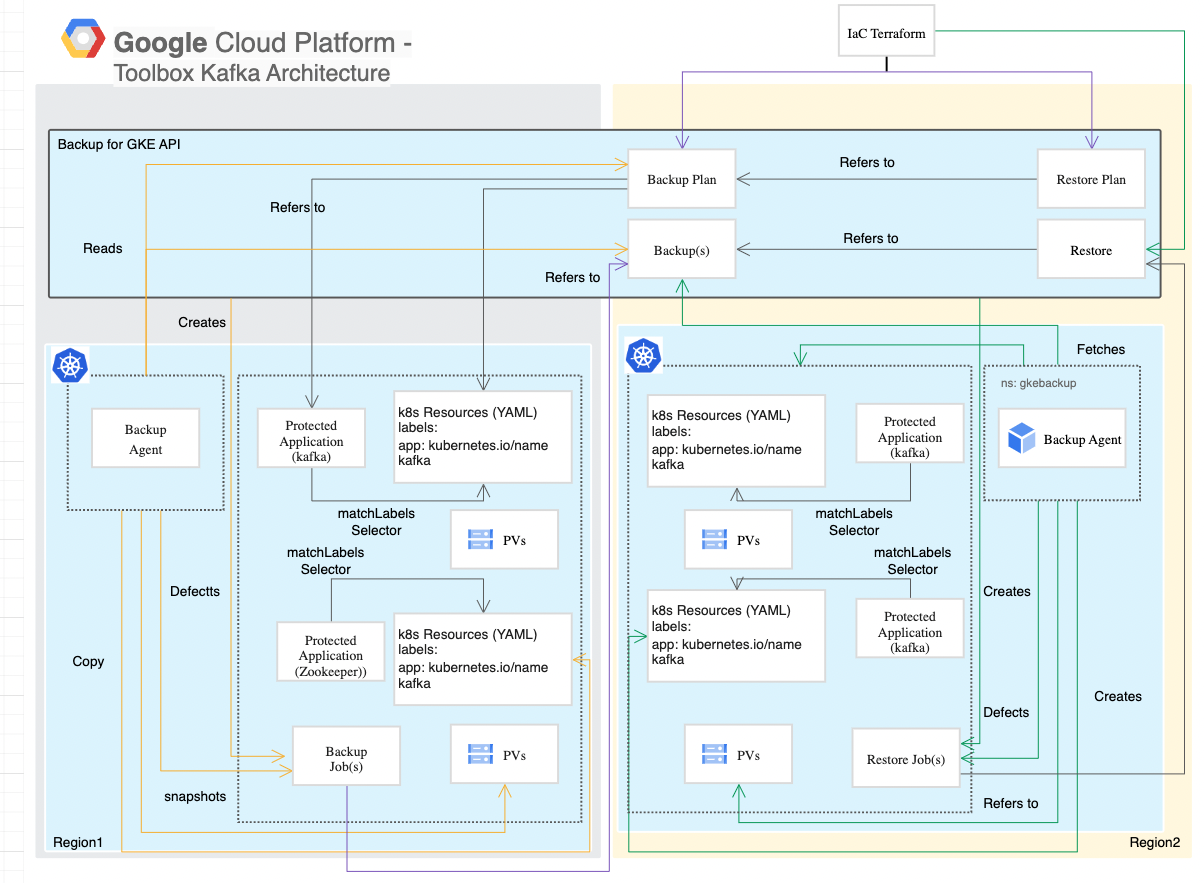 Google Cloud Platform -
Toolbox Kafka Architecture
IaC Terraform
Backup for GKE API
Backup Plan
Refers to
Restore Plan
Refers to
Reads
Backup(s)
Refers to
Restore
Refers to
Creates
Fetches
ns: gkebackup
Backup
Agent
Protected
Application
(kafka)
k8s Resources (YAML)
labels:
app: kubernetes.io/name
kafka
matchLabels
Selector
PVs
matchLabels
Selector
Defectts
Protected
Application
(Zookeeper))
k8s Resources (YAML)
labels:
app: kubernetes.io/name
kafka
Copy
Backup
Job(s)
PVs
snapshots
Region1
k8s Resources (YAML)
labels:
app: kubernetes.io/name
kafka
Protected
Application
(kafka)
Backup Agent
matchLabels
Selector
PVs
matchLabels
Selector
k8s Resources (YAML)
labels:
app: kubernetes.io/name
kafka
Protected
Application
(kafka)
Creates
Creates
Defects
PVs
Restore Job(s)
Refers to
Region2